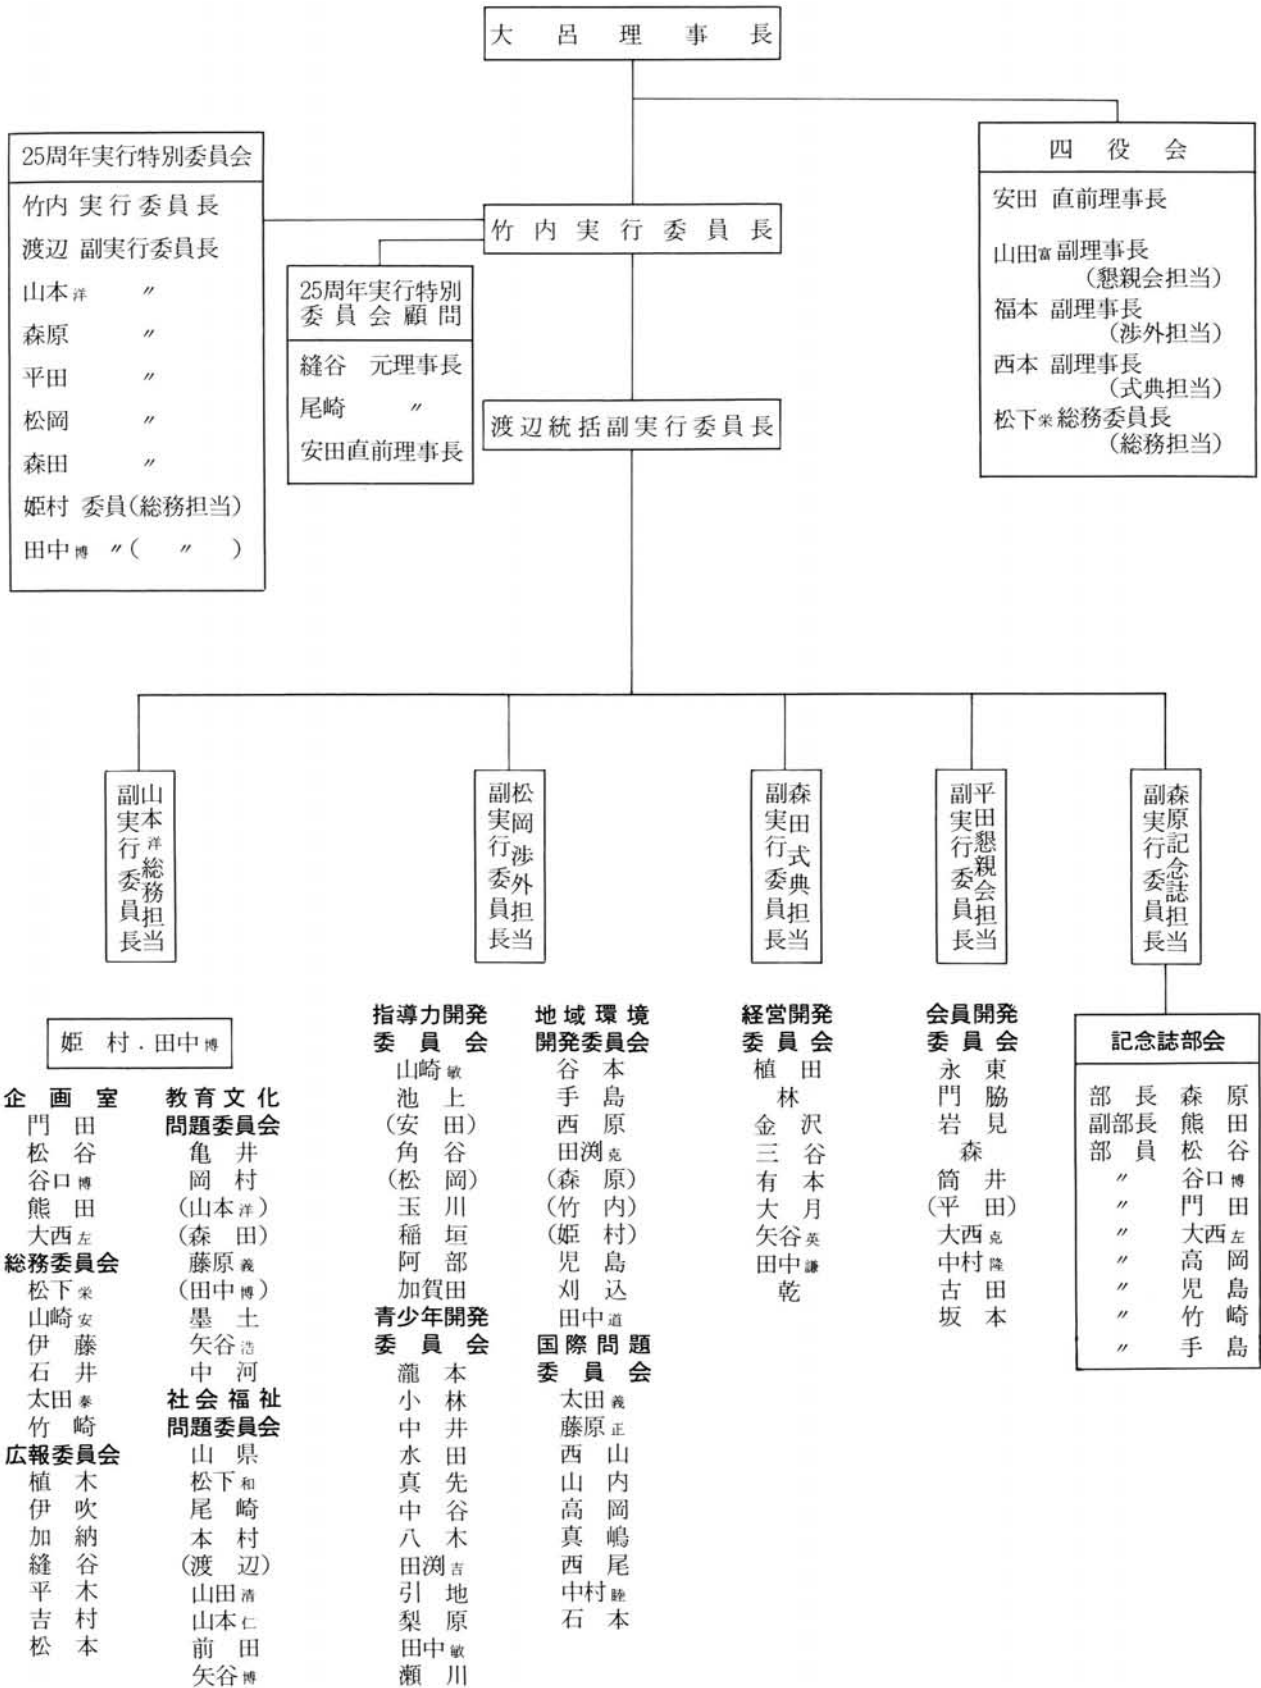 大呂理事長
25周年実行特別委員会
竹内 実行委員長
渡辺 副実行委員長
山本洋 〃
森原 〃
平田 〃
松岡 〃
森田 〃
姫村 委員(総務担当)
田中博 〃( 〃 )
竹内実行委員長
25周年実行特別
委員会顧問
縫谷 元理事長
尾崎 〃
安田直前理事長
渡辺統括副実行委員長
四役会
安田 直前理事長
山田富 副理事長
(懇親会担当)
福本 副理事長
(渉外担当)
西本 副理事長
(式典担当)
松下栄 総務委員長
(総務担当)
山本洋総務担当
副実行委員長
松岡渉外担当
副実行委員長
森田式典担当
副実行委員長
平田懇親会担当
副実行委員長
森原記念誌担当
副実行委員長
姫村.田中博
企画室
門田
松谷
谷口博
熊田
大西左
総務委員会
松下栄
山崎安
伊藤
石井
太田泰
竹崎
広報委員会
植木
伊吹
加納
縫谷
平木
吉村
松本
教育文化
問題委員会
亀井
岡村
(山本洋)
(森田)
藤原義
(田中博)
墨土
矢谷浩
中河
社会福祉
問題委員会
山県
松下和
尾崎
本村
(渡辺)
山田清
山本仁
前田
矢谷博
指導力開発
委員会
山崎敏
池上
(安田)
角谷
(松岡)
玉川
稲垣
阿部
加賀田
青少年開発
委員会
瀧本
小林
中井
水田
真先
中谷
八木
田渕吉
引地
梨原
田中敏
瀬川
地域環境
開発委員会
谷本
手島
西原
田渕克
(森原)
(竹内)
(姫村)
児島
刈込
田中道
国際問題
委員会
太田義
藤原正
西山
山内
高岡
真嶋
西尾
中村睦
石本
経営開発
委員会
植田
林
金沢
三谷
有本
大月
矢谷英
田中謙
乾
会員開発
委員会
永東
門脇
岩見
森
筒井
(平田)
大西克
中村隆
古田
坂本
記念誌部会
部長 森原
副部長 熊田
部員 松谷
〃 谷口博
〃 門田
〃 大西左
〃 高岡
〃 児島
〃 竹崎
〃 手島